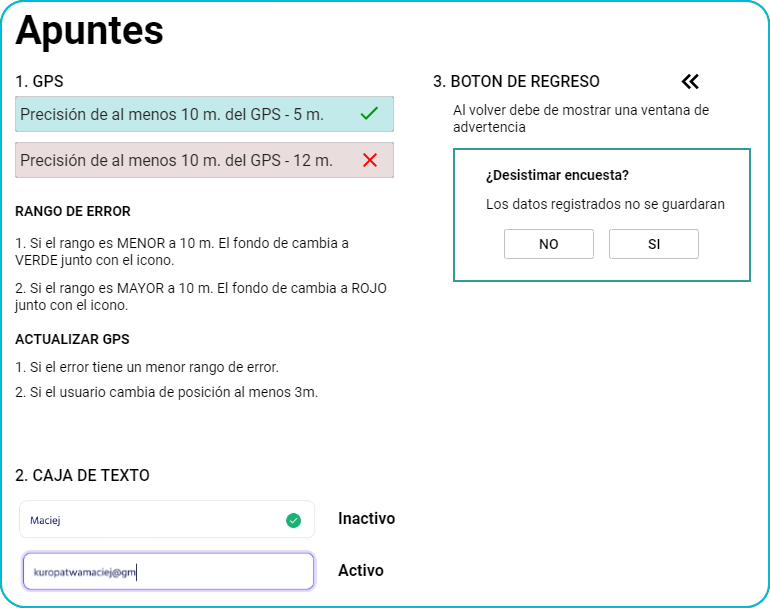 Apuntes
1. GPS
Precisión de al menos 10 m. del GPS - 5 m.
Precisión de al menos 10 m. del GPS - 12 m.
RANGO DE ERROR
1. Si el rango es MENOR a 10 m. El fondo de cambia a
VERDE junto con el icono.
2. Si el rango es MAYOR a 10 m. El fondo de cambia a ROJO
junto con el icono.
ACTUALIZAR GPS
1. Si el error tiene un menor rango de error.
2. Si el usuario cambia de posición al menos 3m.
2. CAJA DE TEXTO
Maciej
Inactivo
kuropatwamaciej@gm
Activo
3. BOTON DE REGRESO
Al volver debe de mostrar una ventana de
advertencia
¿Desistimar encuesta?
Los datos registrados no se guardaran
NO
SI